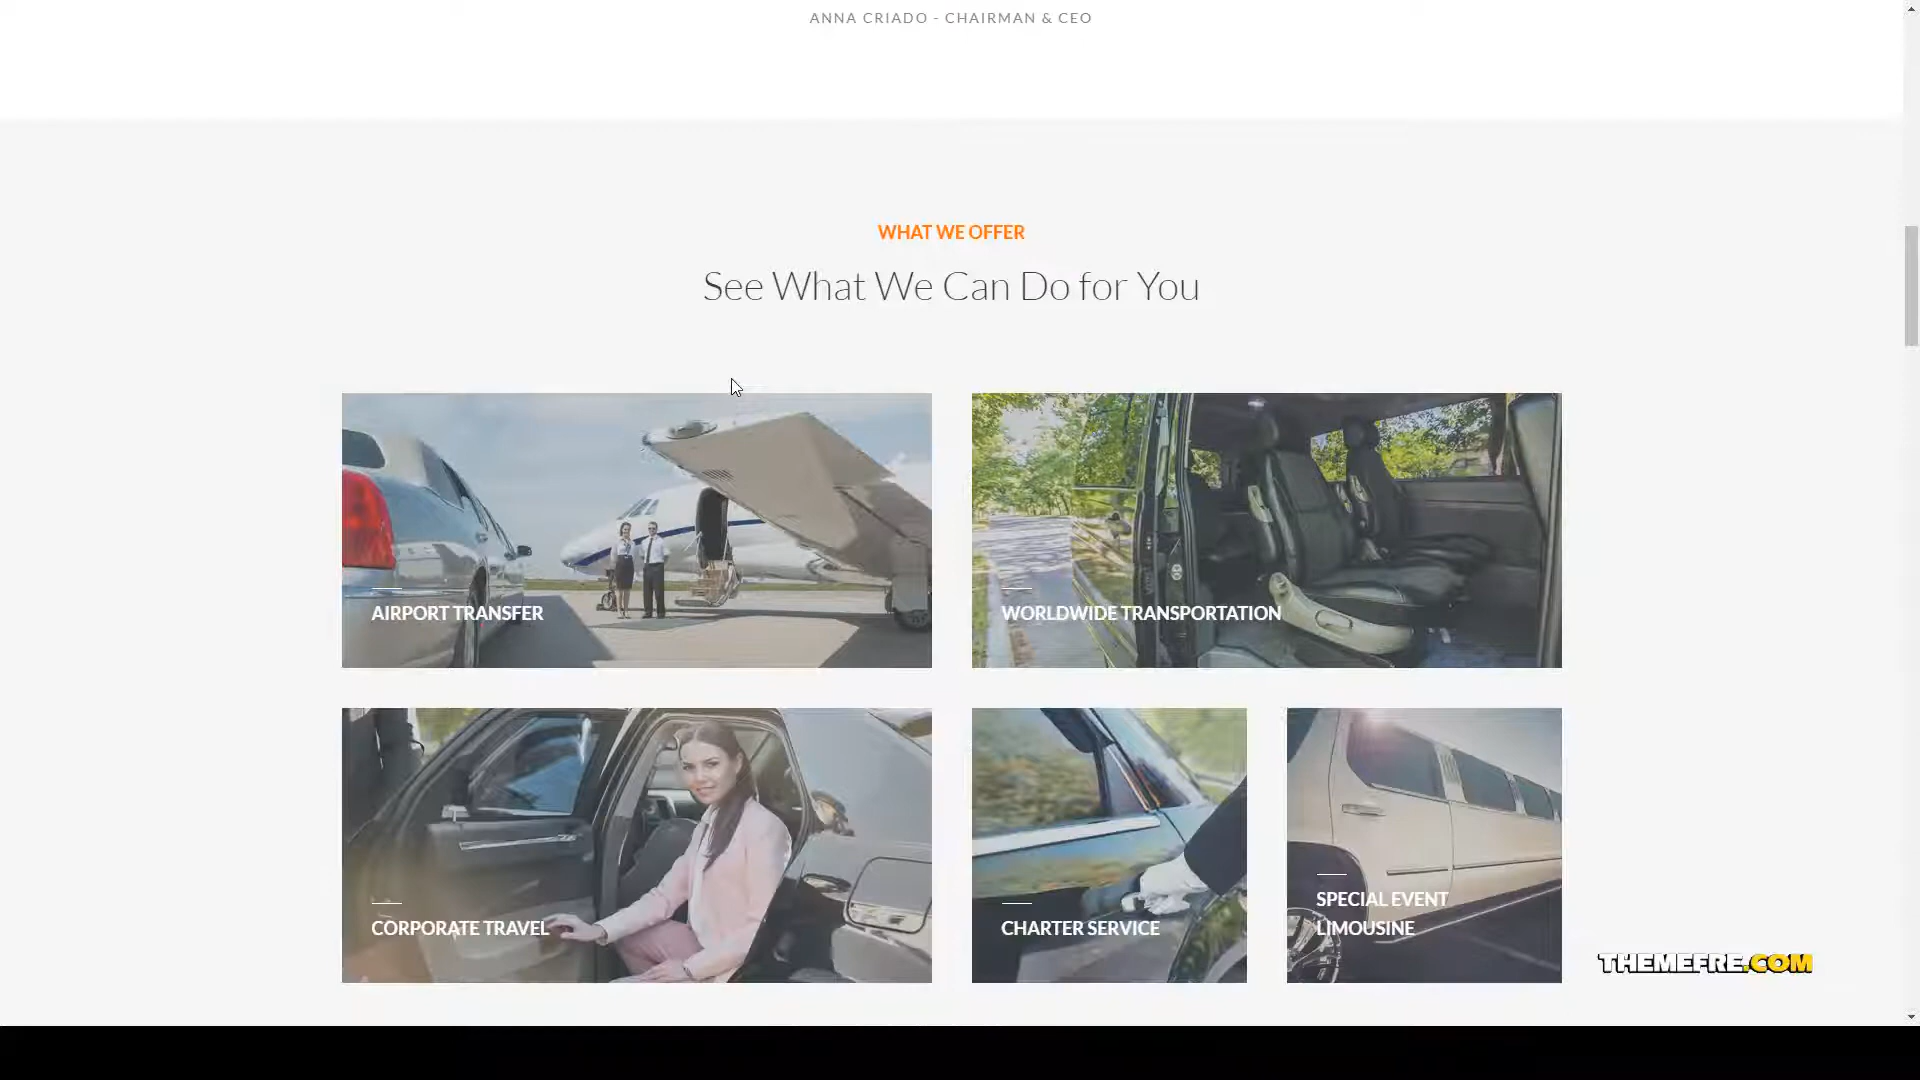 ANNA CRIADO - CHAIRMAN & CEO
WHAT WE OFFER
See What We Can Do for You
AIRPORT TRANSFER
WORLDWIDE TRANSPORTATION
CORPORATE TRAVEL
CHARTER SERVICE
SPECIAL EVENT
LIMOUSINE
THEMEFRE.COM